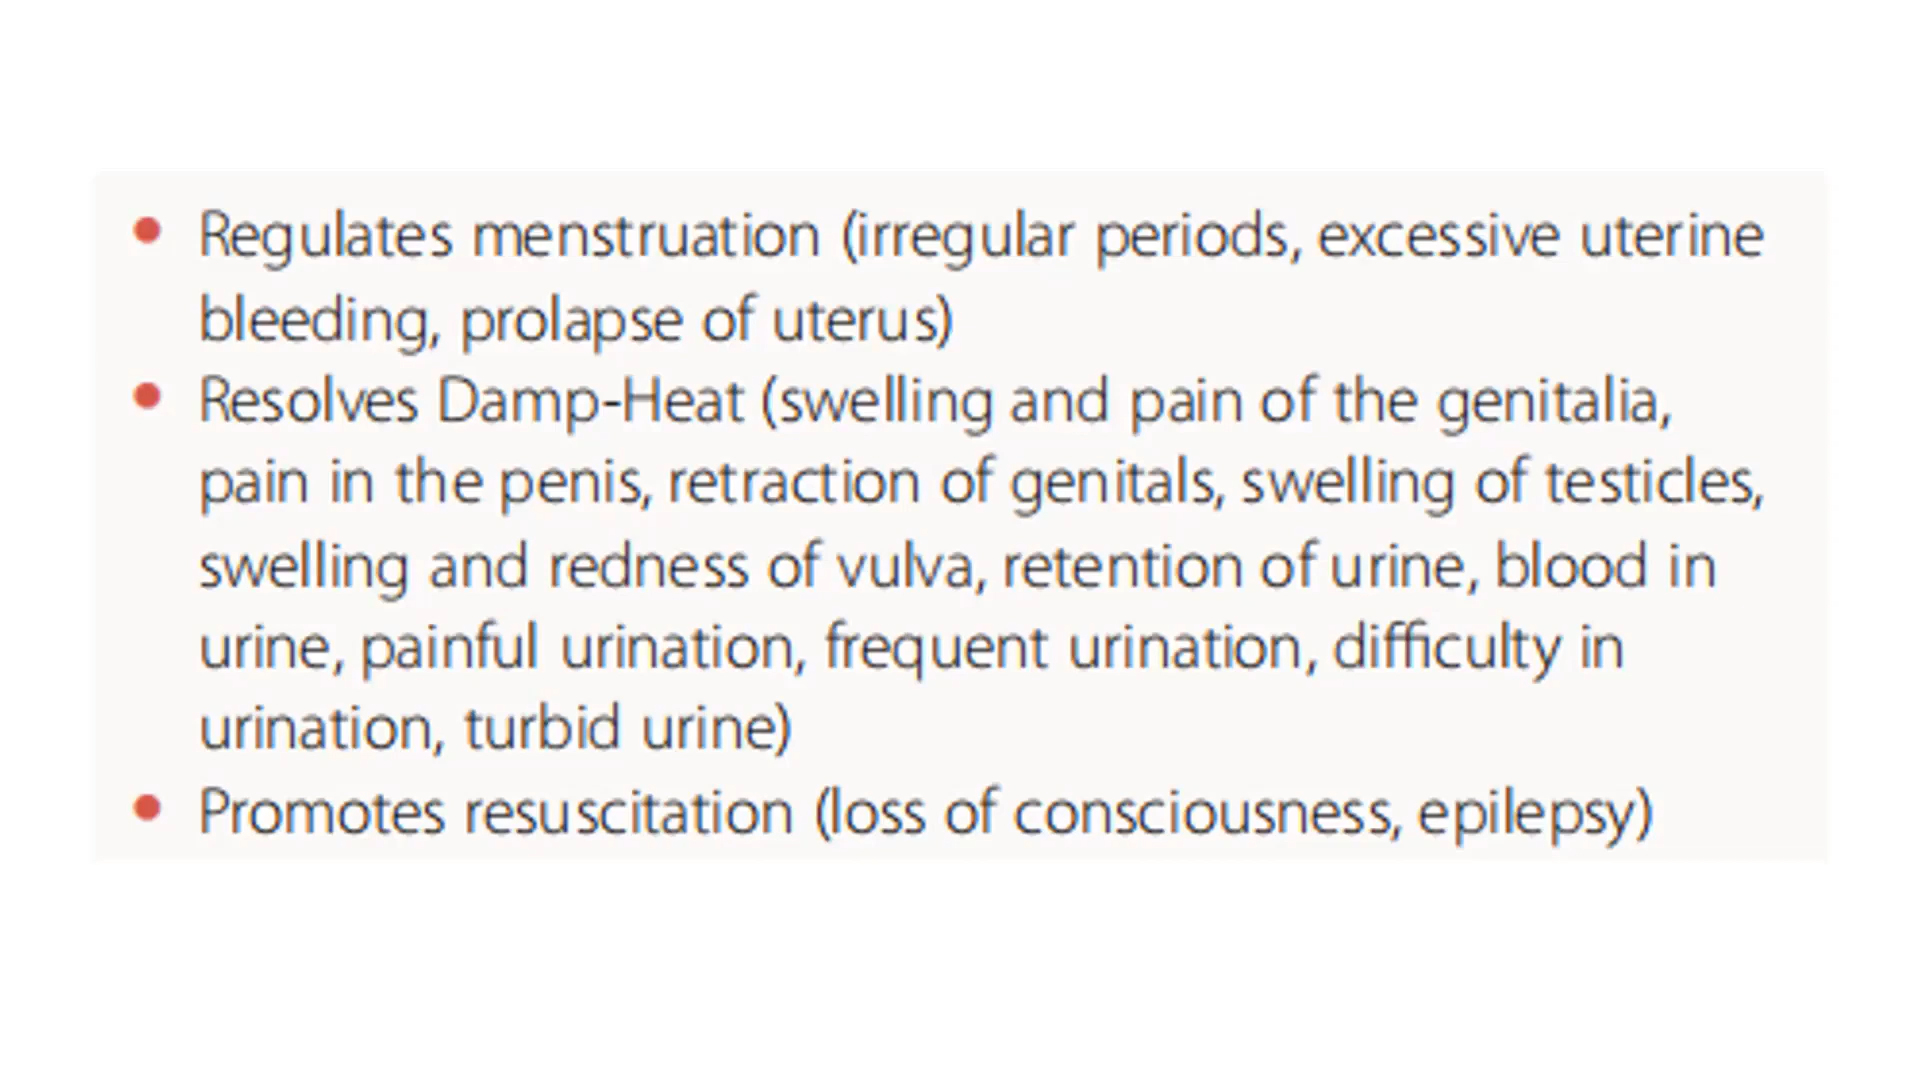 • Regulates menstruation (irregular periods, excessive uterine
bleeding, prolapse of uterus)
• Resolves Damp-Heat (swelling and pain of the genitalia,
pain in the penis, retraction of genitals, swelling of testicles,
swelling and redness of vulva, retention of urine, blood in
urine, painful urination, frequent urination, difficulty in
urination, turbid urine)
• Promotes resuscitation (loss of consciousness, epilepsy)